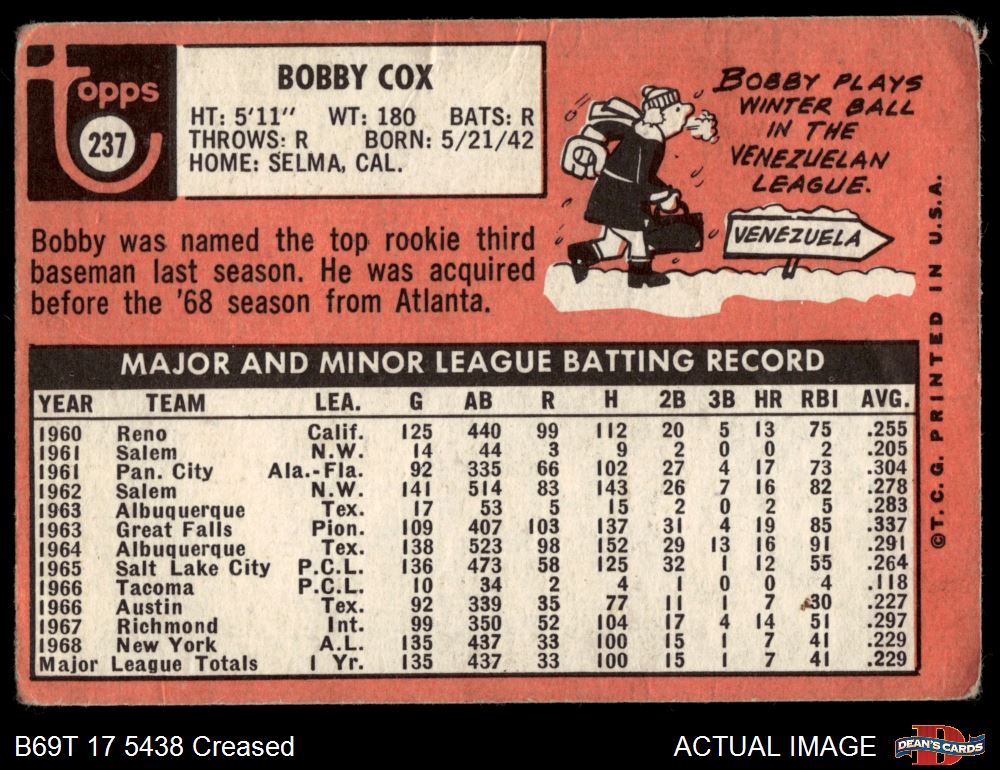 topps
237
BOBBY COX
HT: 5'11" WT: 180 BATS: R
THROWS: R BORN: 5/21/42
HOME: SELMA, CAL.
BOBBY PLAYS
WINTER BALL
IN THE
VENEZUELAN
LEAGUE.
VENEZUELA
Bobby was named the top rookie third
baseman last season. He was acquired
before the '68 season from Atlanta.
MAJOR AND MINOR LEAGUE BATTING RECORD
YEAR TEAM LEA. G AB R H 2B 3B HR RBI AVG.
1960 Reno Calif. 125 440 99 112 20 5 13 75 .255
1961 Salem N.W. 14 44 3 9 2 0 0 2 .205
1961 Pan. City Ala.-Fla. 92 335 66 102 27 4 17 73 .304
1962 Salem N.W. 141 514 83 143 26 7 16 82 .278
1963 Albuquerque Tex. 17 53 5 15 2 0 2 5 .283
1963 Great Falls Pion. 109 407 103 137 31 4 19 85 .337
1964 Albuquerque Tex. 138 523 98 152 29 13 16 91 .291
1965 Salt Lake City P.C.L. 136 473 58 125 32 1 12 55 .264
1966 Tacoma P.C.L. 10 34 2 4 1 0 0 4 .118
1966 Austin Tex. 92 339 35 77 11 1 7 30 .227
1967 Richmond Int. 99 350 52 104 17 4 14 51 .297
1968 New York A.L. 135 437 33 100 15 1 7 41 .229
Major League Totals 1 Yr. 135 437 33 100 15 1 7 41 .229
©T. C. G. PRINTED IN U.S.A.
B69T 17 5438 Creased
ACTUAL IMAGE
DEAN'S CARDS